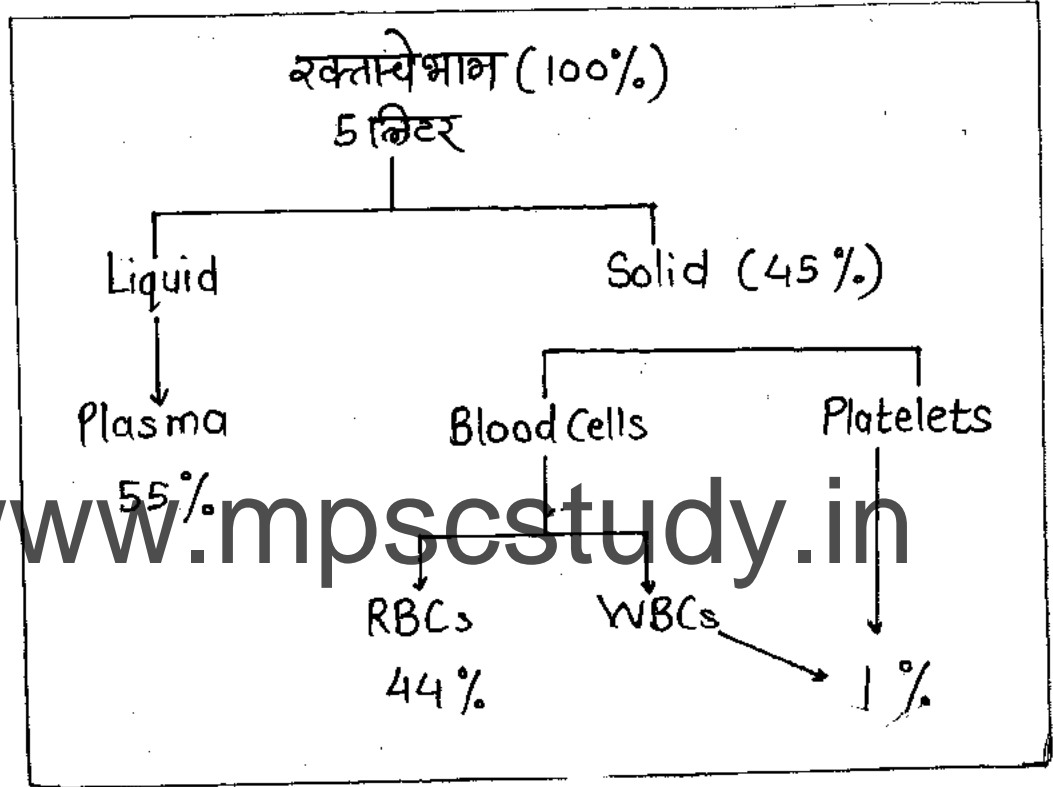 रक्ताचे भाग (100%)
5 लिटर
Liquid
Solid (45%)
Plasma
55%
Blood Cells
Platelets
www.mpscstudy.in
RBCs
44%
WBCs
1%